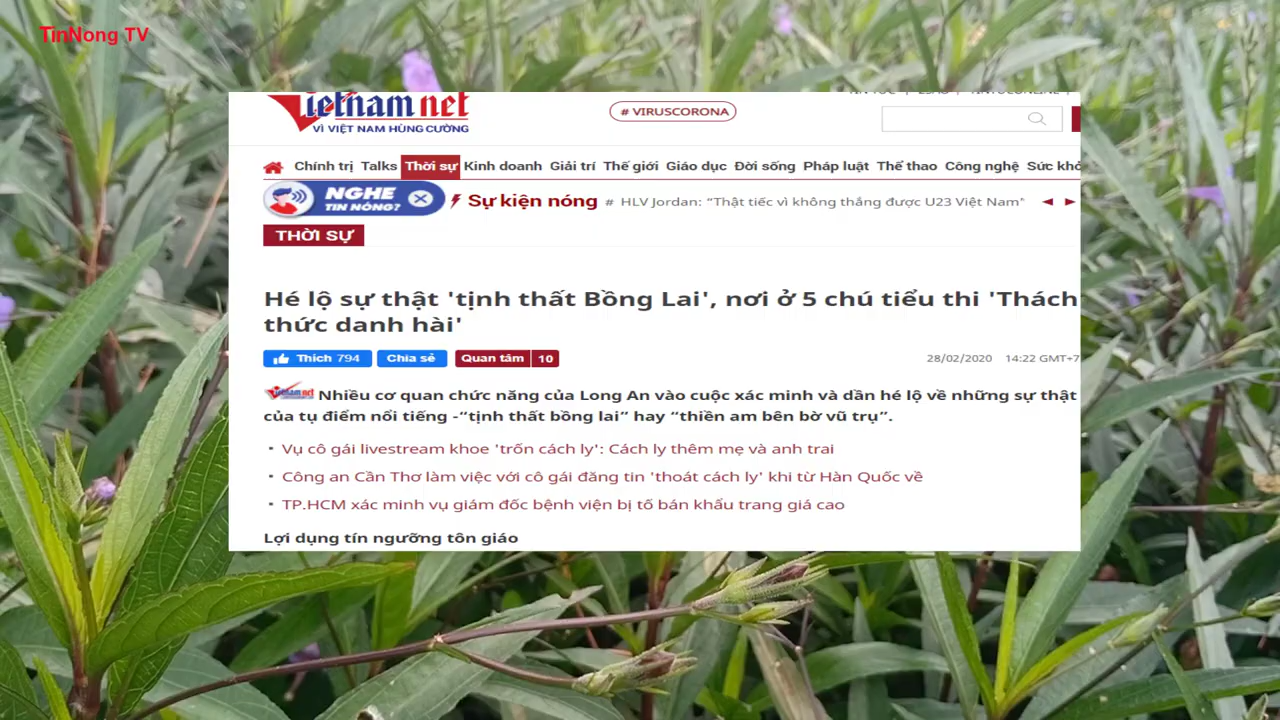 TinNong TV
Vietnam net
VÌ VIỆT NAM HÙNG CƯỜNG
# VIRUSCORONA
Chính trị Talks Thời sự Kinh doanh Giải trí Thế giới Giáo dục Đời sống Pháp luật Thể thao Công nghệ Sức khỏ
NGHE
TIN NÓNG?
Sự kiện nóng # HLV Jordan: “Thật tiếc vì không thắng được U23 Việt Nam”
THỜI SỰ
Hé lộ sự thật 'tịnh thất Bồng Lai', nơi ở 5 chú tiểu thi 'Thách
thức danh hài'
Thích 794 Chia sẻ Quan tâm 10
28/02/2020 14:22 GMT+7
Vietnam net Nhiều cơ quan chức năng của Long An vào cuộc xác minh và dần hé lộ về những sự thật
của tụ điểm nổi tiếng -“tịnh thất bồng lai” hay “thiền am bên bờ vũ trụ”.
Vụ cô gái livestream khoe 'trốn cách ly': Cách ly thêm mẹ và anh trai
Công an Cần Thơ làm việc với cô gái đăng tin 'thoát cách ly' khi từ Hàn Quốc về
TP.HCM xác minh vụ giám đốc bệnh viện bị tố bán khẩu trang giá cao
Lợi dụng tín ngưỡng tôn giáo